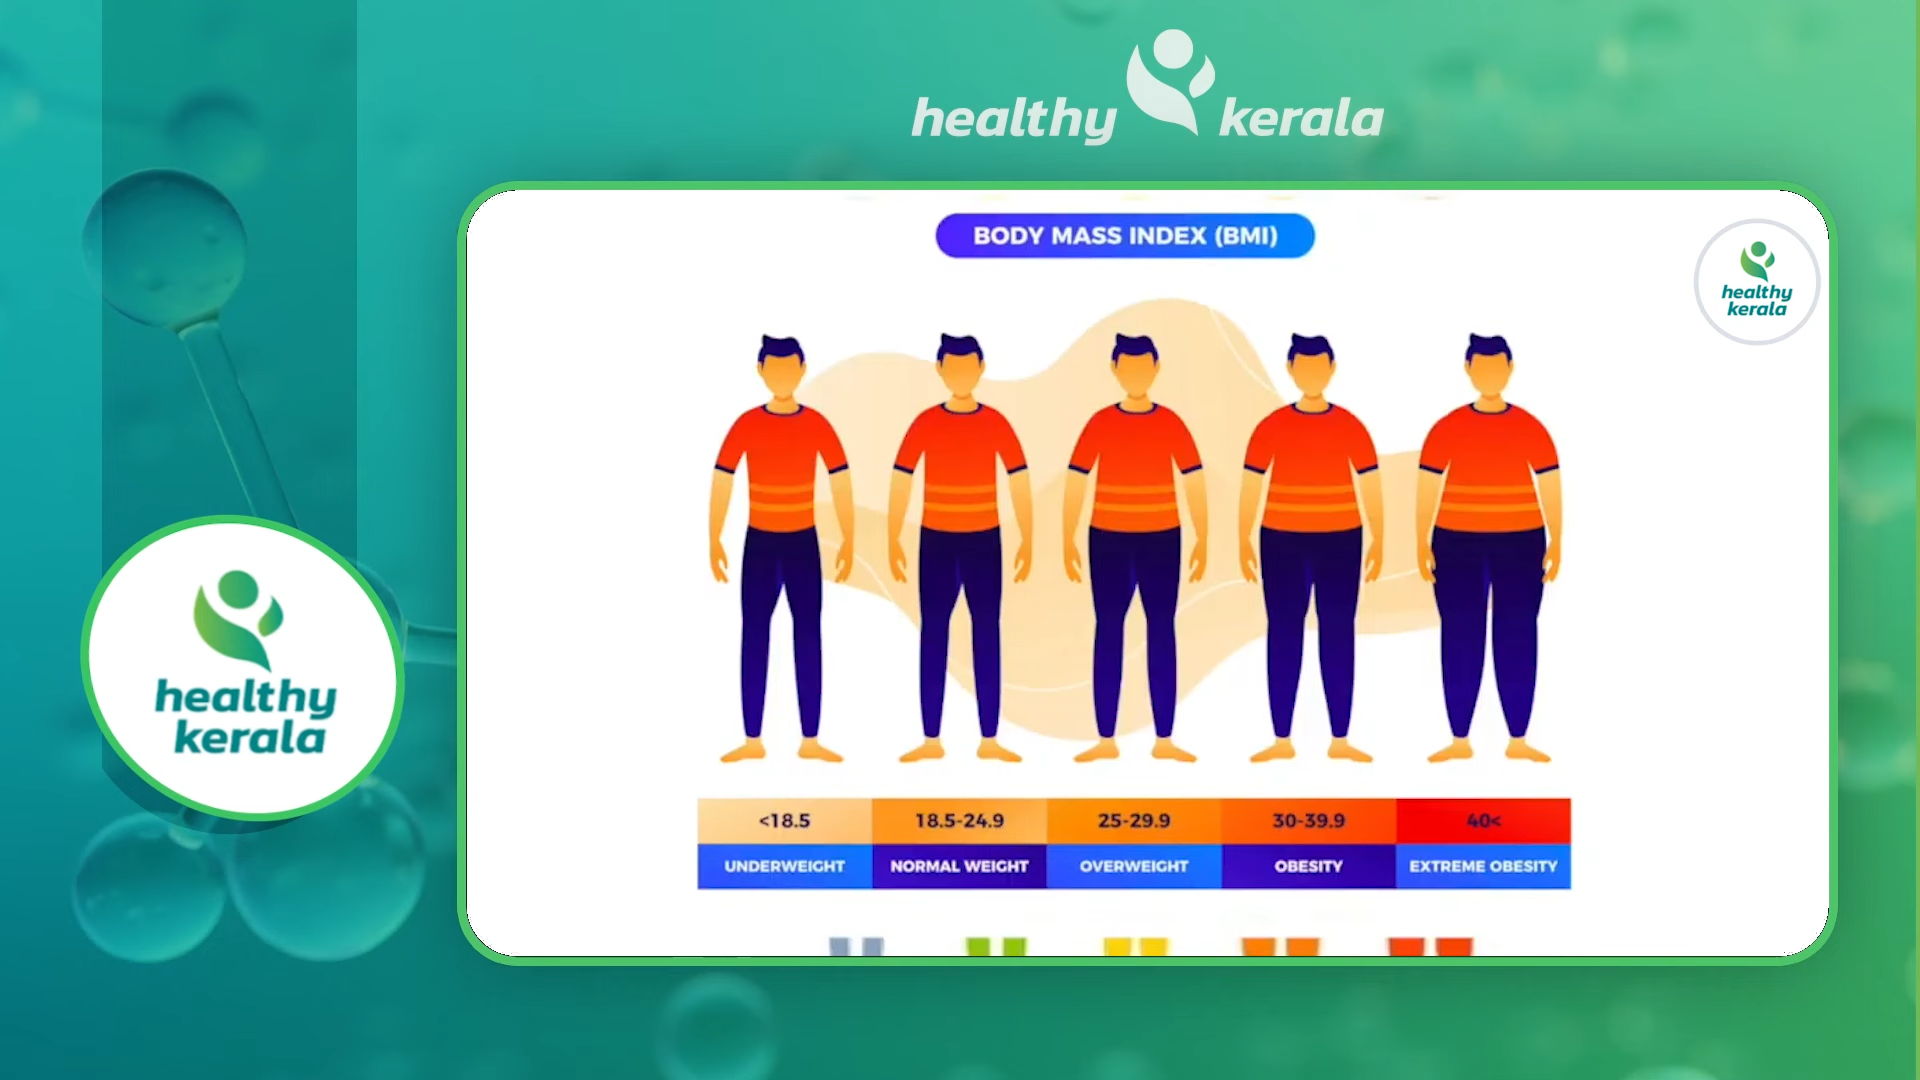 healthy kerala
BODY MASS INDEX (BMI)
healthy
kerala
<18.5 18.5-24.9 25-29.9 30-39.9 40<
UNDERWEIGHT NORMAL WEIGHT OVERWEIGHT OBESITY EXTREME OBESITY
healthy
kerala